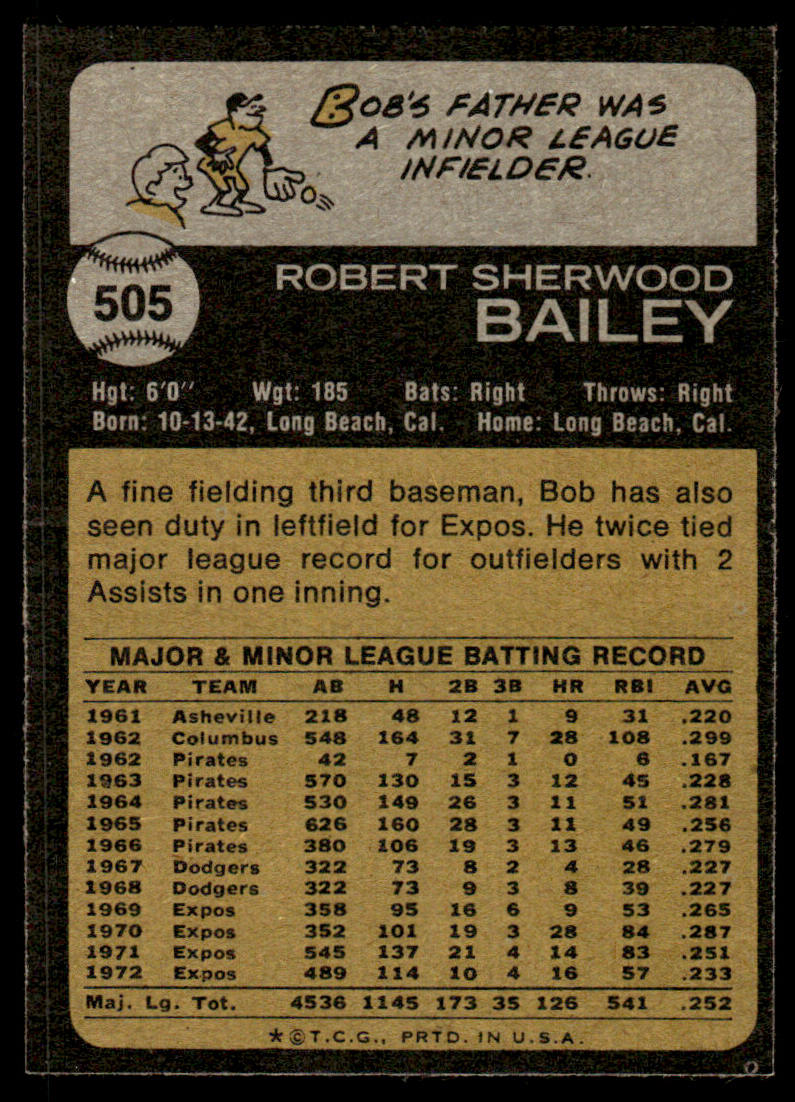 BOB'S FATHER WAS
A MINOR LEAGUE
INFIELDER.
505
ROBERT SHERWOOD
BAILEY
Hgt: 6'0" Wgt: 185 Bats: Right Throws: Right
Born: 10-13-42, Long Beach, Cal. Home: Long Beach, Cal.
A fine fielding third baseman, Bob has also
seen duty in leftfield for Expos. He twice tied
major league record for outfielders with 2
Assists in one inning.
MAJOR & MINOR LEAGUE BATTING RECORD
YEAR TEAM AB H 2B 3B HR RBI AVG
1961 Asheville 218 48 12 1 9 31 .220
1962 Columbus 548 164 31 7 28 108 .299
1962 Pirates 42 7 2 1 0 6 .167
1963 Pirates 570 130 15 3 12 45 .228
1964 Pirates 530 149 26 3 11 51 .281
1965 Pirates 626 160 28 3 11 49 .256
1966 Pirates 380 106 19 3 13 46 .279
1967 Dodgers 322 73 8 2 4 28 .227
1968 Dodgers 322 73 9 3 8 39 .227
1969 Expos 358 95 16 6 9 53 .265
1970 Expos 352 101 19 3 28 84 .287
1971 Expos 545 137 21 4 14 83 .251
1972 Expos 489 114 10 4 16 57 .233
Maj. Lg. Tot. 4536 1145 173 35 126 541 .252
*©T.C.G., PRTD. IN U.S.A.